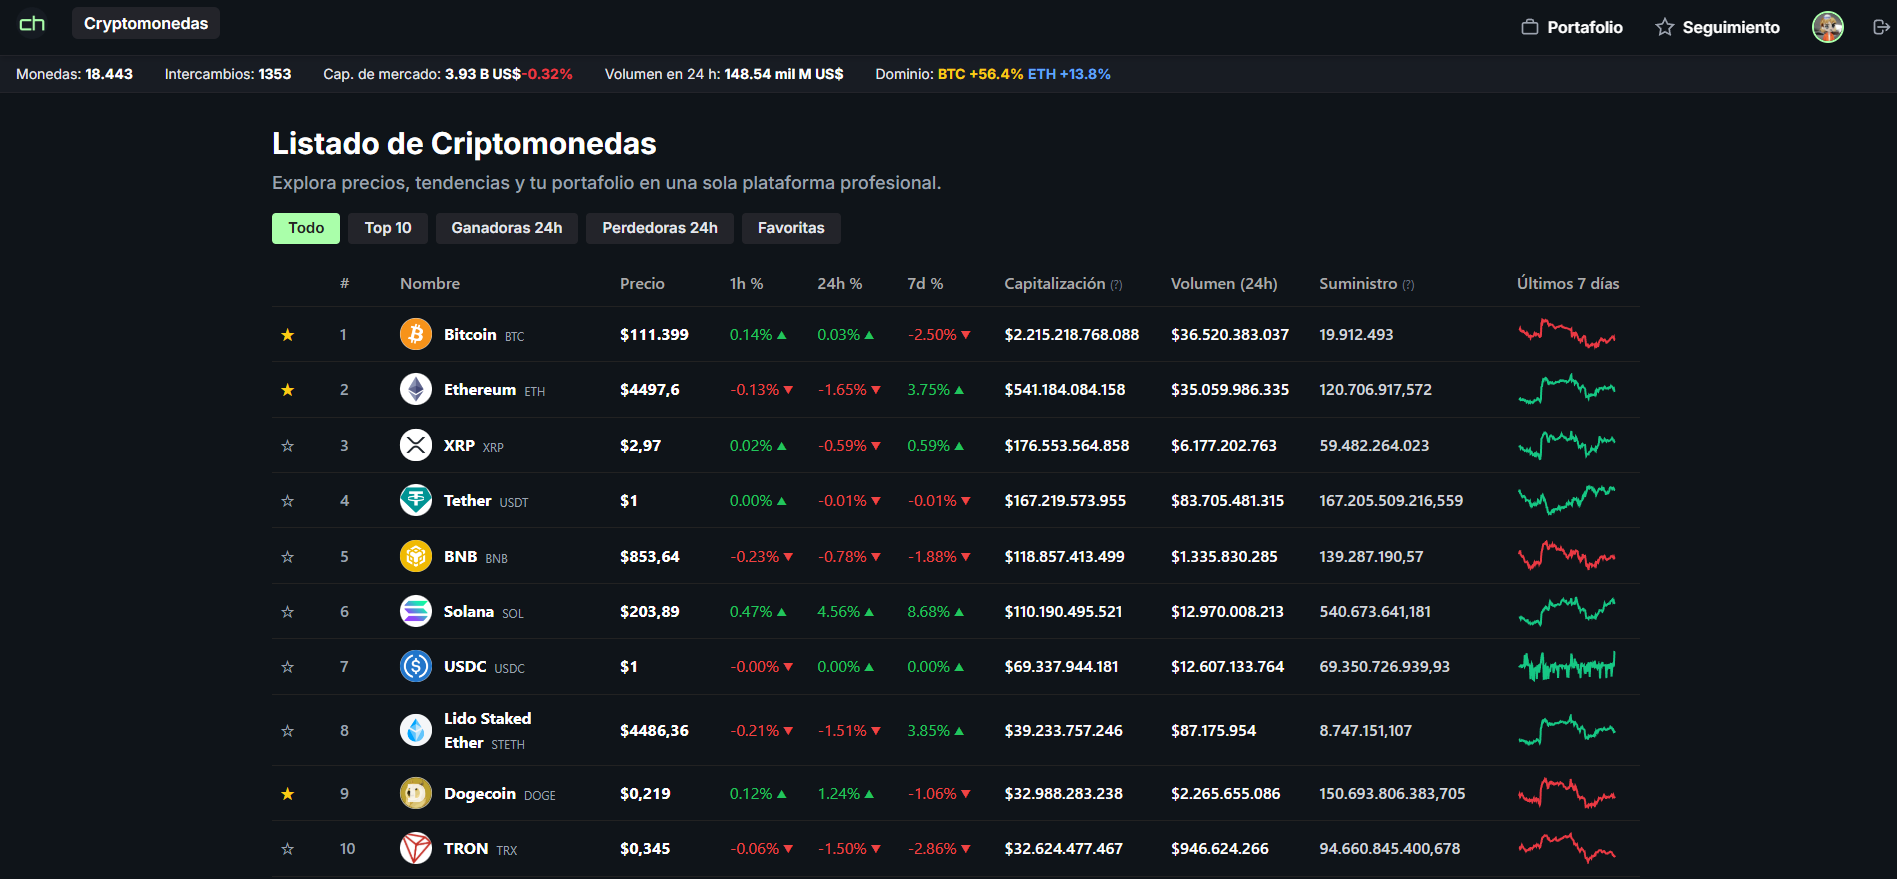 ch Cryptomonedas Portafolio Seguimiento
Monedas: 18.443 Intercambios: 1353 Cap. de mercado: 3.93 B US$-0.32% Volumen en 24 h: 148.54 mil M US$ Dominio: BTC +56.4% ETH +13.8%
Listado de Criptomonedas
Explora precios, tendencias y tu portafolio en una sola plataforma profesional.
Todo Top 10 Ganadoras 24h Perdedoras 24h Favoritas
# Nombre Precio 1h % 24h % 7d % Capitalización (?) Volumen (24h) Suministro (?) Últimos 7 días
★ 1 Bitcoin BTC $111.399 0.14% ▲ 0.03% ▲ -2.50% ▼ $2.215.218.768.088 $36.520.383.037 19.912.493
★ 2 Ethereum ETH $4497,6 -0.13% ▼ -1.65% ▼ 3.75% ▲ $541.184.084.158 $35.059.986.335 120.706.917,572
☆ 3 XRP XRP $2,97 0.02% ▲ -0.59% ▼ 0.59% ▲ $176.553.564.858 $6.177.202.763 59.482.264.023
☆ 4 Tether USDT $1 0.00% ▲ -0.01% ▼ -0.01% ▼ $167.219.573.955 $83.705.481.315 167.205.509.216,559
☆ 5 BNB BNB $853,64 -0.23% ▼ -0.78% ▼ -1.88% ▼ $118.857.413.499 $1.335.830.285 139.287.190,57
☆ 6 Solana SOL $203,89 0.47% ▲ 4.56% ▲ 8.68% ▲ $110.190.495.521 $12.970.008.213 540.673.641,181
☆ 7 USDC USDC $1 -0.00% ▼ 0.00% ▲ 0.00% ▲ $69.337.944.181 $12.607.133.764 69.350.726.939,93
☆ 8 Lido Staked
Ether STETH $4486,36 -0.21% ▼ -1.51% ▼ 3.85% ▲ $39.233.757.246 $87.175.954 8.747.151,107
★ 9 Dogecoin DOGE $0,219 0.12% ▲ 1.24% ▲ -1.06% ▼ $32.988.283.238 $2.265.655.086 150.693.806.383,705
☆ 10 TRON TRX $0,345 -0.06% ▼ -1.50% ▼ -2.86% ▼ $32.624.477.467 $946.624.266 94.660.845.400,678